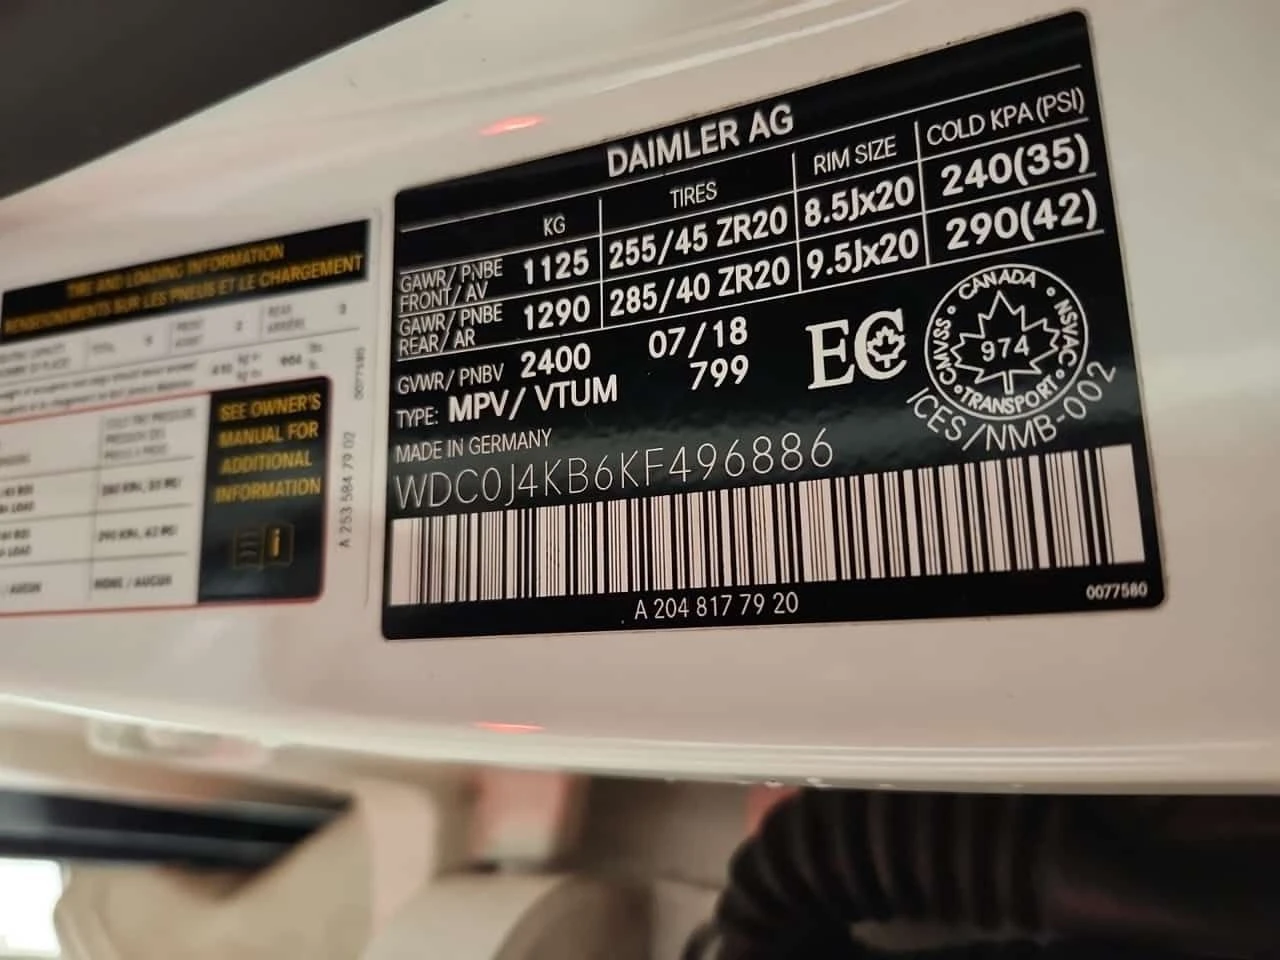 DAIMLER AG
KG TIRES RIM SIZE COLD KPA (PSI)
GAWR/ PNBE FRONT/ AV 1125 255/45 ZR20 8.5Jx20 240(35)
GAWR/ PNBE REAR/ AR 1290 285/40 ZR20 9.5Jx20 290(42)
GVWR/ PNBV 2400 07/18
TYPE: MPV/ VTUM 799
EC
CANADA
CMVSS
NSVAC
974
TRANSPORT
ICES/NMB-002
MADE IN GERMANY
WDC0J4KB6KF496886
A 204 817 79 20
0077580
TIRE AND LOADING INFORMATION
RENSEIGNEMENTS SUR LES PNEUS ET LE CHARGEMENT
SEE OWNER'S
MANUAL FOR
ADDITIONAL
INFORMATION
A 253 584 79 02
0077580